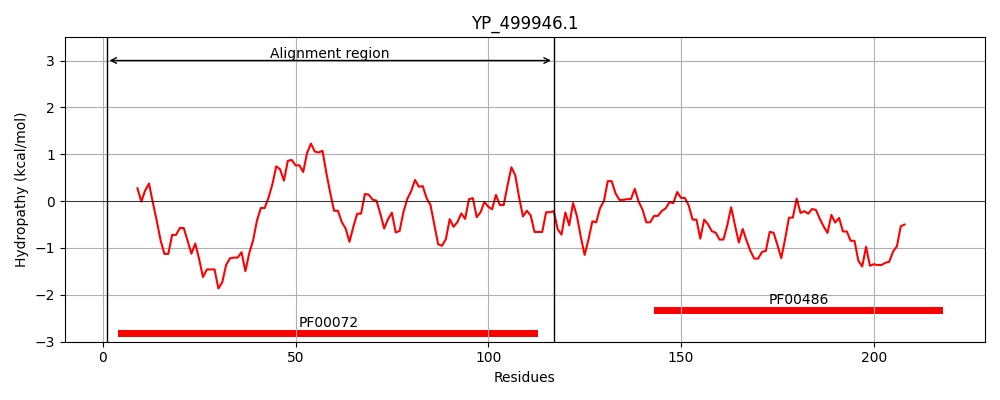 YP_499946.1
Alignment region
Hydropathy (kcal/mol)
3
2
1
0
−1
−2
−3
PF00486
PF00072
0
50
100
150
200
Residues